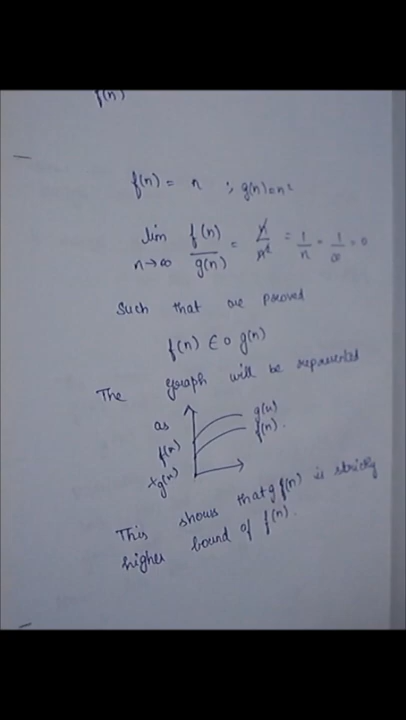 f(n)
f(n) = n ; g(n) = n²
lim n→∞ f(n)/g(n) = n/n² = 1/n = 1/∞ = 0
Such that are proved
f(n) ∈ o g(n)
The graph will be represented
as
g(n)
f(n).
f(n)
g(n)
This shows that g f(n) is strictly
higher bound of f(n).